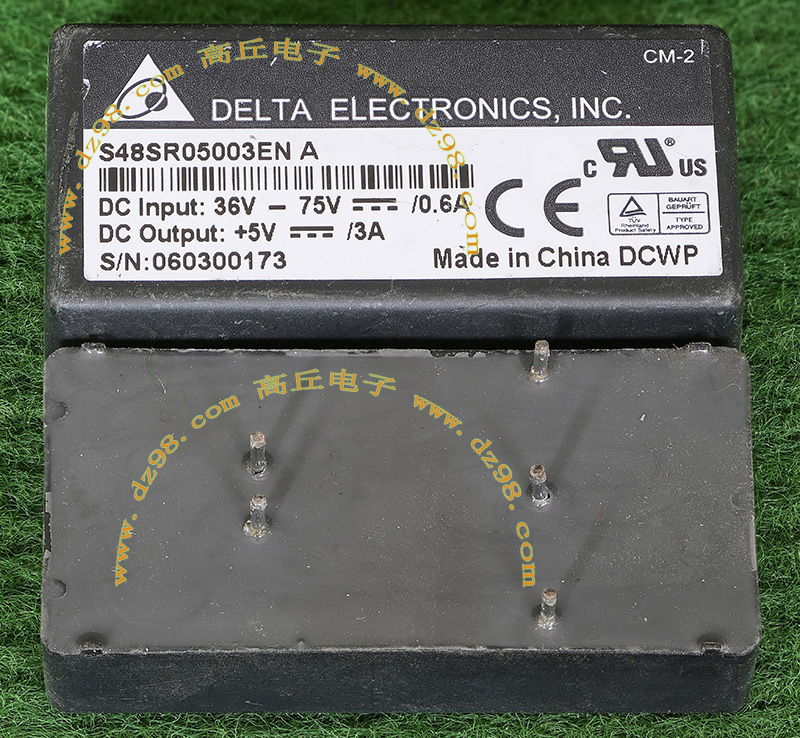 CM-2
DELTA ELECTRONICS, INC.
S48SR05003EN A
DC Input: 36V – 75V ⎓ /0.6A
DC Output: +5V ⎓ /3A
S/N:060300173
CE
c RU® US
TÜV
Rheinland
Product Safety
BAUART
GEPRÜFT
TYPE
APPROVED
Made in China DCWP
www.dz98.com 高丘电子 www.dz98.com
www.dz98.com 高丘电子 www.dz98.com